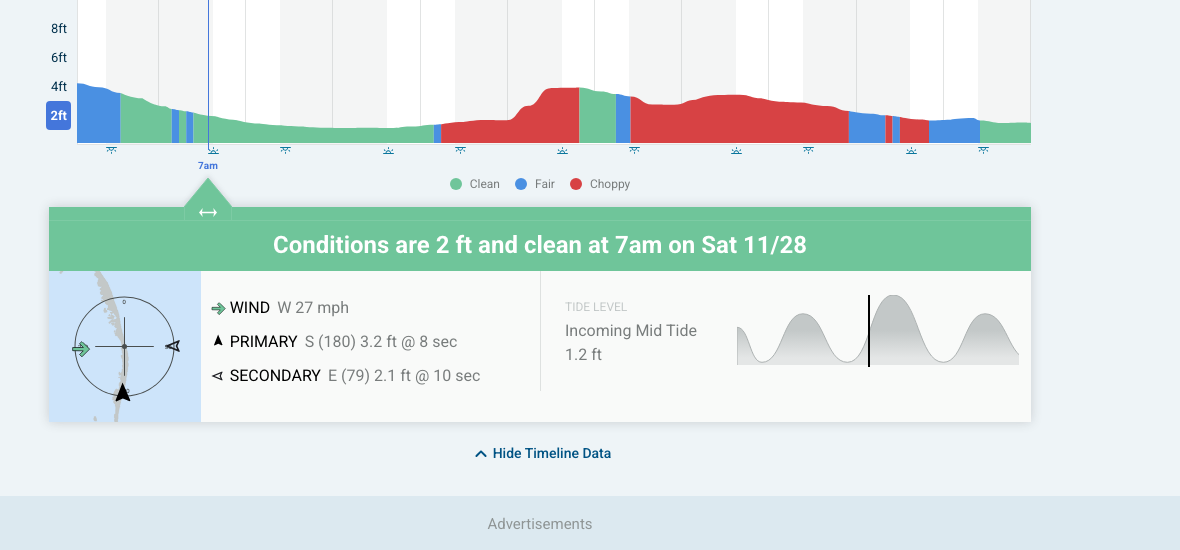 8ft
6ft
4ft
2ft
7am
Clean Fair Choppy
Conditions are 2 ft and clean at 7am on Sat 11/28
WIND W 27 mph
PRIMARY S (180) 3.2 ft @ 8 sec
SECONDARY E (79) 2.1 ft @ 10 sec
TIDE LEVEL
Incoming Mid Tide
1.2 ft
Hide Timeline Data
Advertisements